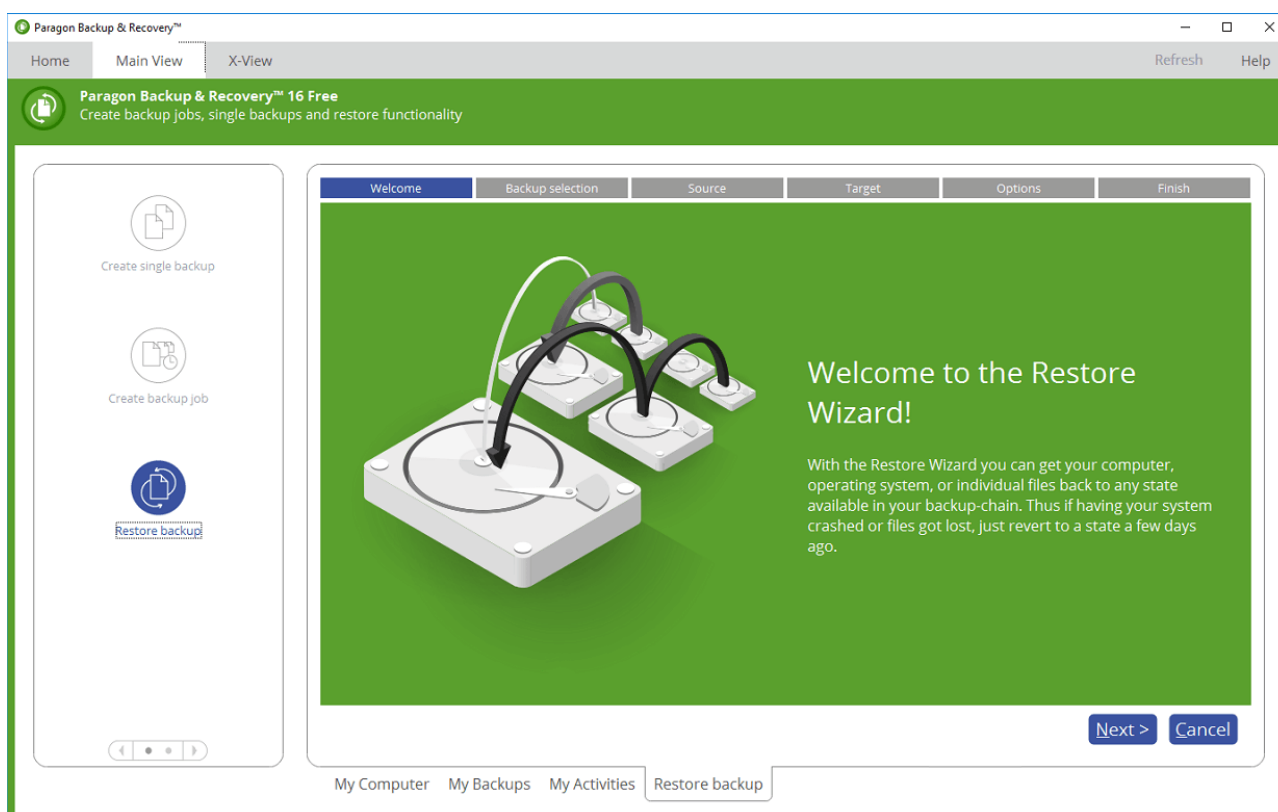 Paragon Backup & Recovery™
Home Main View X-View Refresh Help
Paragon Backup & Recovery™ 16 Free
Create backup jobs, single backups and restore functionality
Create single backup
Create backup job
Restore backup
Welcome Backup selection Source Target Options Finish
Welcome to the Restore
Wizard!
With the Restore Wizard you can get your computer,
operating system, or individual files back to any state
available in your backup-chain. Thus if having your system
crashed or files got lost, just revert to a state a few days
ago.
Next > Cancel
My Computer My Backups My Activities Restore backup